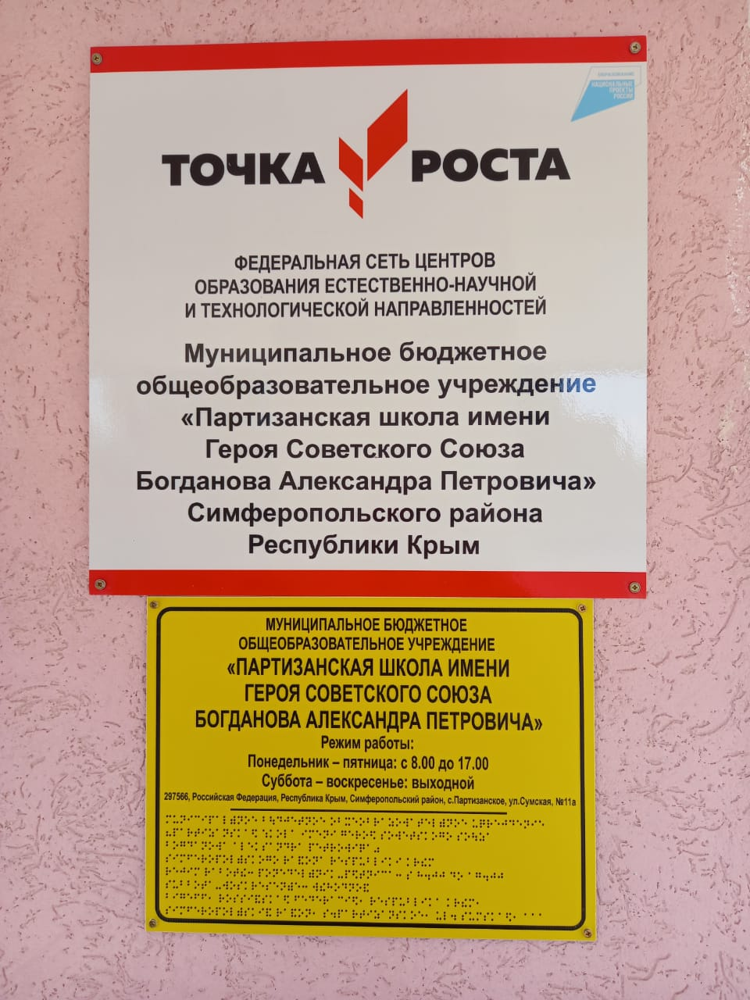 ОБРАЗОВАНИЕ
НАЦИОНАЛЬНЫЕ
ПРОЕКТЫ
РОССИИ
ТОЧКА РОСТА
ФЕДЕРАЛЬНАЯ СЕТЬ ЦЕНТРОВ
ОБРАЗОВАНИЯ ЕСТЕСТВЕННО-НАУЧНОЙ
И ТЕХНОЛОГИЧЕСКОЙ НАПРАВЛЕННОСТЕЙ
Муниципальное бюджетное
общеобразовательное учреждение
«Партизанская школа имени
Героя Советского Союза
Богданова Александра Петровича»
Симферопольского района
Республики Крым
МУНИЦИПАЛЬНОЕ БЮДЖЕТНОЕ
ОБЩЕОБРАЗОВАТЕЛЬНОЕ УЧРЕЖДЕНИЕ
«ПАРТИЗАНСКАЯ ШКОЛА ИМЕНИ
ГЕРОЯ СОВЕТСКОГО СОЮЗА
БОГДАНОВА АЛЕКСАНДРА ПЕТРОВИЧА»
Режим работы:
Понедельник – пятница: с 8.00 до 17.00
Суббота – воскресенье: выходной
297566, Российская Федерация, Республика Крым, Симферопольский район, с.Партизанское, ул.Сумская, №11а